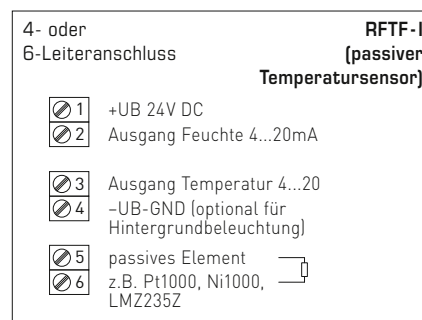 4- oder RFTF-I
6-Leiteranschluss (passiver
Temperatursensor)
1 +UB 24V DC
2 Ausgang Feuchte 4...20mA
3 Ausgang Temperatur 4...20
4 –UB-GND (optional für
Hintergrundbeleuchtung)
5 passives Element
6 z.B. Pt1000, Ni1000,
LMZ235Z